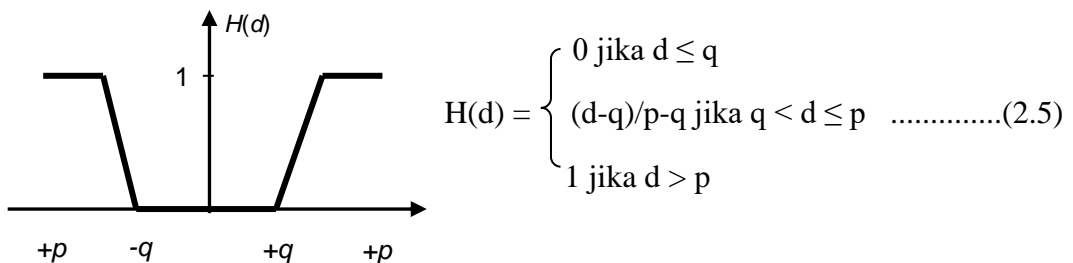 H(d)
1
+p -q +q +p
0 jika d ≤ q
H(d) = (d-q)/p-q jika q < d ≤ p ..............(2.5)
1 jika d > p